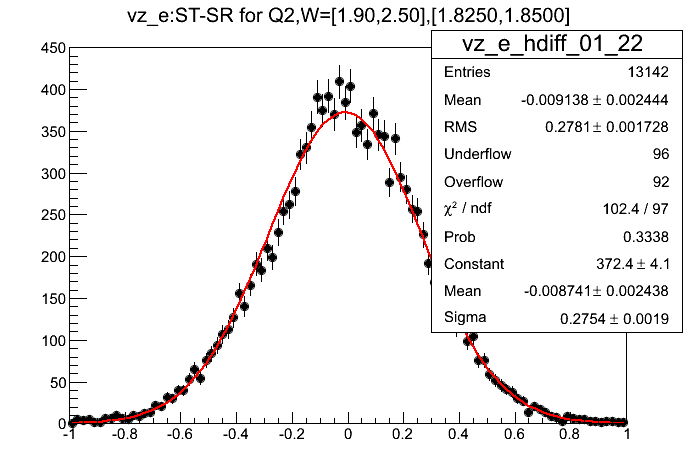 vz_e:ST-SR for Q2,W=[1.90,2.50],[1.8250,1.8500]
vz_e_hdiff_01_22
Entries 13142
Mean -0.009138 ± 0.002444
RMS 0.2781 ± 0.001728
Underflow 96
Overflow 92
χ² / ndf 102.4 / 97
Prob 0.3338
Constant 372.4 ± 4.1
Mean -0.008741 ± 0.002438
Sigma 0.2754 ± 0.0019
450
400
350
300
250
200
150
100
50
0
-1 -0.8 -0.6 -0.4 -0.2 0 0.2 0.4 0.6 0.8 1